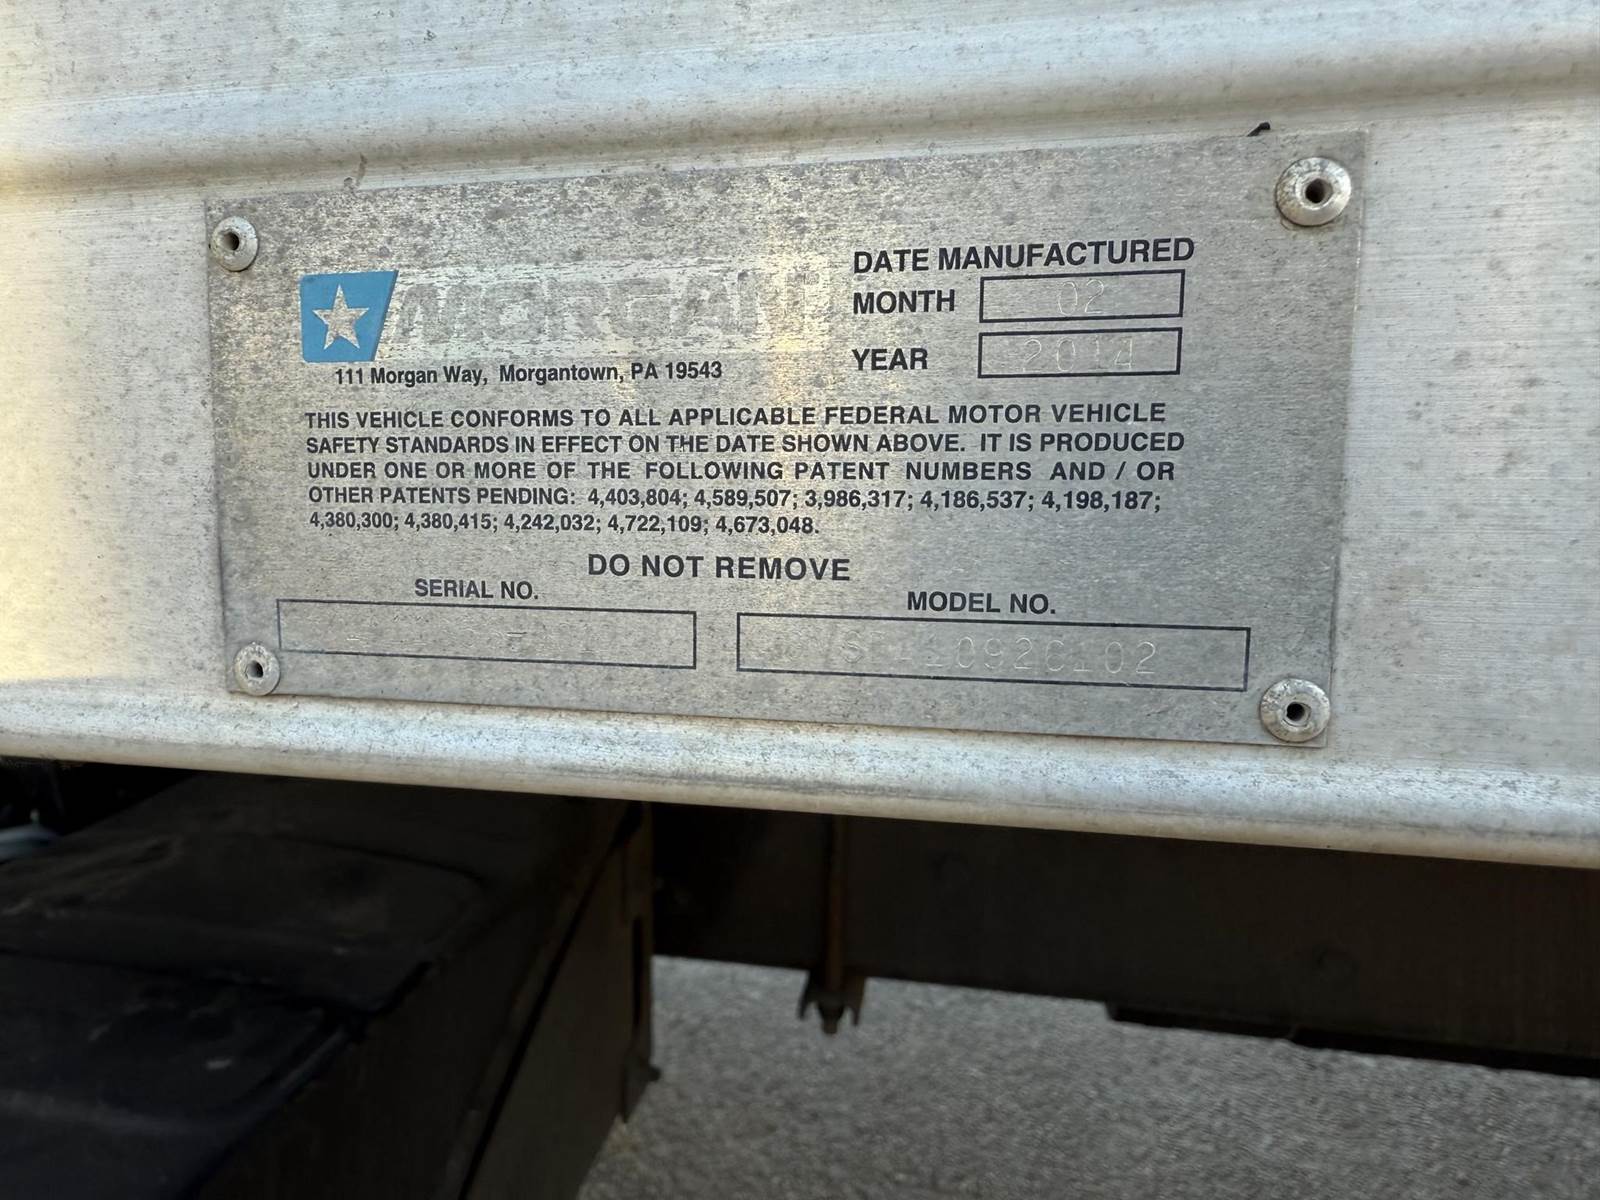 MORGAN
111 Morgan Way, Morgantown, PA 19543
DATE MANUFACTURED
MONTH 02
YEAR 2014
THIS VEHICLE CONFORMS TO ALL APPLICABLE FEDERAL MOTOR VEHICLE
SAFETY STANDARDS IN EFFECT ON THE DATE SHOWN ABOVE. IT IS PRODUCED
UNDER ONE OR MORE OF THE FOLLOWING PATENT NUMBERS AND / OR
OTHER PATENTS PENDING: 4,403,804; 4,589,507; 3,986,317; 4,186,537; 4,198,187;
4,380,300; 4,380,415; 4,242,032; 4,722,109; 4,673,048.
DO NOT REMOVE
SERIAL NO.
MODEL NO.